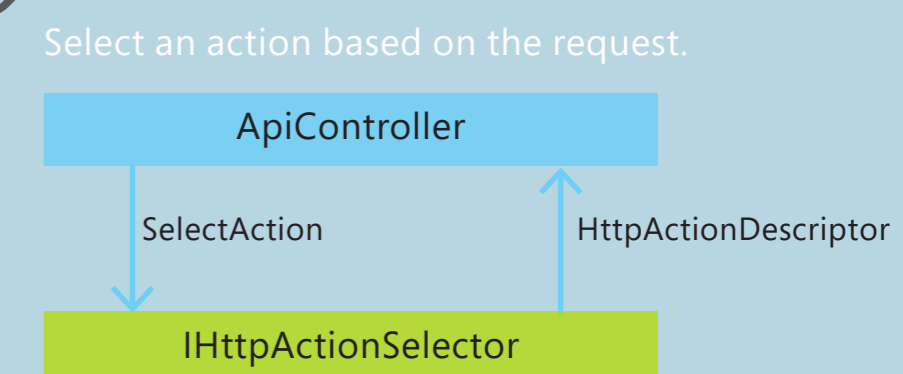 Select an action based on the request.
ApiController
SelectAction
HttpActionDescriptor
IHttpActionSelector